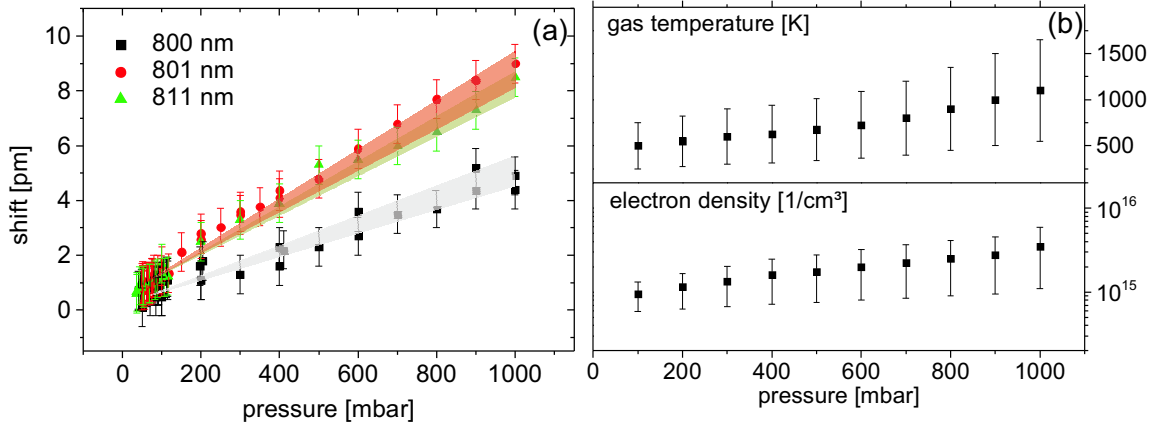 (a)
800 nm
801 nm
811 nm
shift [pm]
10
8
6
4
2
0
0 200 400 600 800 1000
pressure [mbar]
gas temperature [K] (b)
1500
1000
500
electron density [1/cm³]
10¹⁶
10¹⁵
0 200 400 600 800 1000
pressure [mbar]